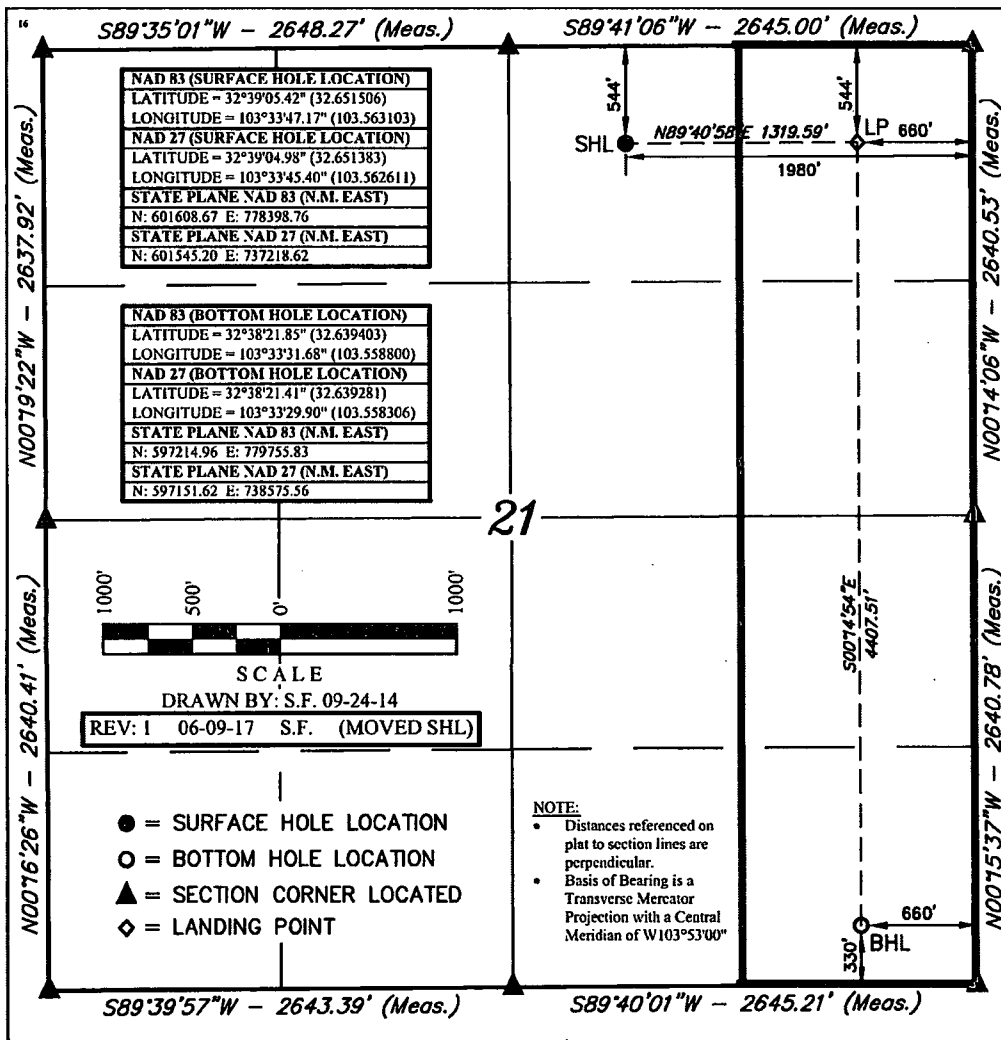 16
S89°35'01"W – 2648.27' (Meas.)
S89°41'06"W – 2645.00' (Meas.)
N00°19'22"W – 2637.92' (Meas.)
NAD 83 (SURFACE HOLE LOCATION)
LATITUDE = 32°39'05.42" (32.651506)
LONGITUDE = 103°33'47.17" (103.563103)
NAD 27 (SURFACE HOLE LOCATION)
LATITUDE = 32°39'04.98" (32.651383)
LONGITUDE = 103°33'45.40" (103.562611)
STATE PLANE NAD 83 (N.M. EAST)
N: 601608.67 E: 778398.76
STATE PLANE NAD 27 (N.M. EAST)
N: 601545.20 E: 737218.62
544'
544'
SHL
N89°40'58"E 1319.59'
LP
660'
1980'
N00°14'06"W – 2640.53' (Meas.)
NAD 83 (BOTTOM HOLE LOCATION)
LATITUDE = 32°38'21.85" (32.639403)
LONGITUDE = 103°33'31.68" (103.558800)
NAD 27 (BOTTOM HOLE LOCATION)
LATITUDE = 32°38'21.41" (32.639281)
LONGITUDE = 103°33'29.90" (103.558306)
STATE PLANE NAD 83 (N.M. EAST)
N: 597214.96 E: 779755.83
STATE PLANE NAD 27 (N.M. EAST)
N: 597151.62 E: 738575.56
21
N00°16'26"W – 2640.41' (Meas.)
1000'
500'
0'
1000'
SCALE
DRAWN BY: S.F. 09-24-14
REV: 1 06-09-17 S.F. (MOVED SHL)
S00°14'54"E
4407.51'
N00°15'37"W – 2640.78' (Meas.)
● = SURFACE HOLE LOCATION
○ = BOTTOM HOLE LOCATION
▲ = SECTION CORNER LOCATED
◇ = LANDING POINT
NOTE:
• Distances referenced on
plat to section lines are
perpendicular.
• Basis of Bearing is a
Transverse Mercator
Projection with a Central
Meridian of W103°53'00"
660'
BHL
330'
S89°39'57"W – 2643.39' (Meas.)
S89°40'01"W – 2645.21' (Meas.)